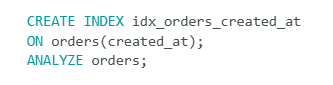 CREATE INDEX idx_orders_created_at
ON orders(created_at);
ANALYZE orders;